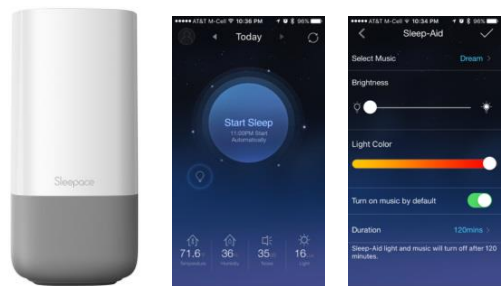 Sleepace
AT&T M-Cell 10:36 PM 96%
Today
Start Sleep
11:00PM Start
Automatically
71.6
36
35
16
Temperature
Humidity
Noise
Light
AT&T M-Cell 10:34 PM 96%
Sleep-Aid
Select Music Dream >
Brightness
Light Color
Turn on music by default
Duration 120mins >
Sleep-Aid light and music will turn off after 120
minutes.